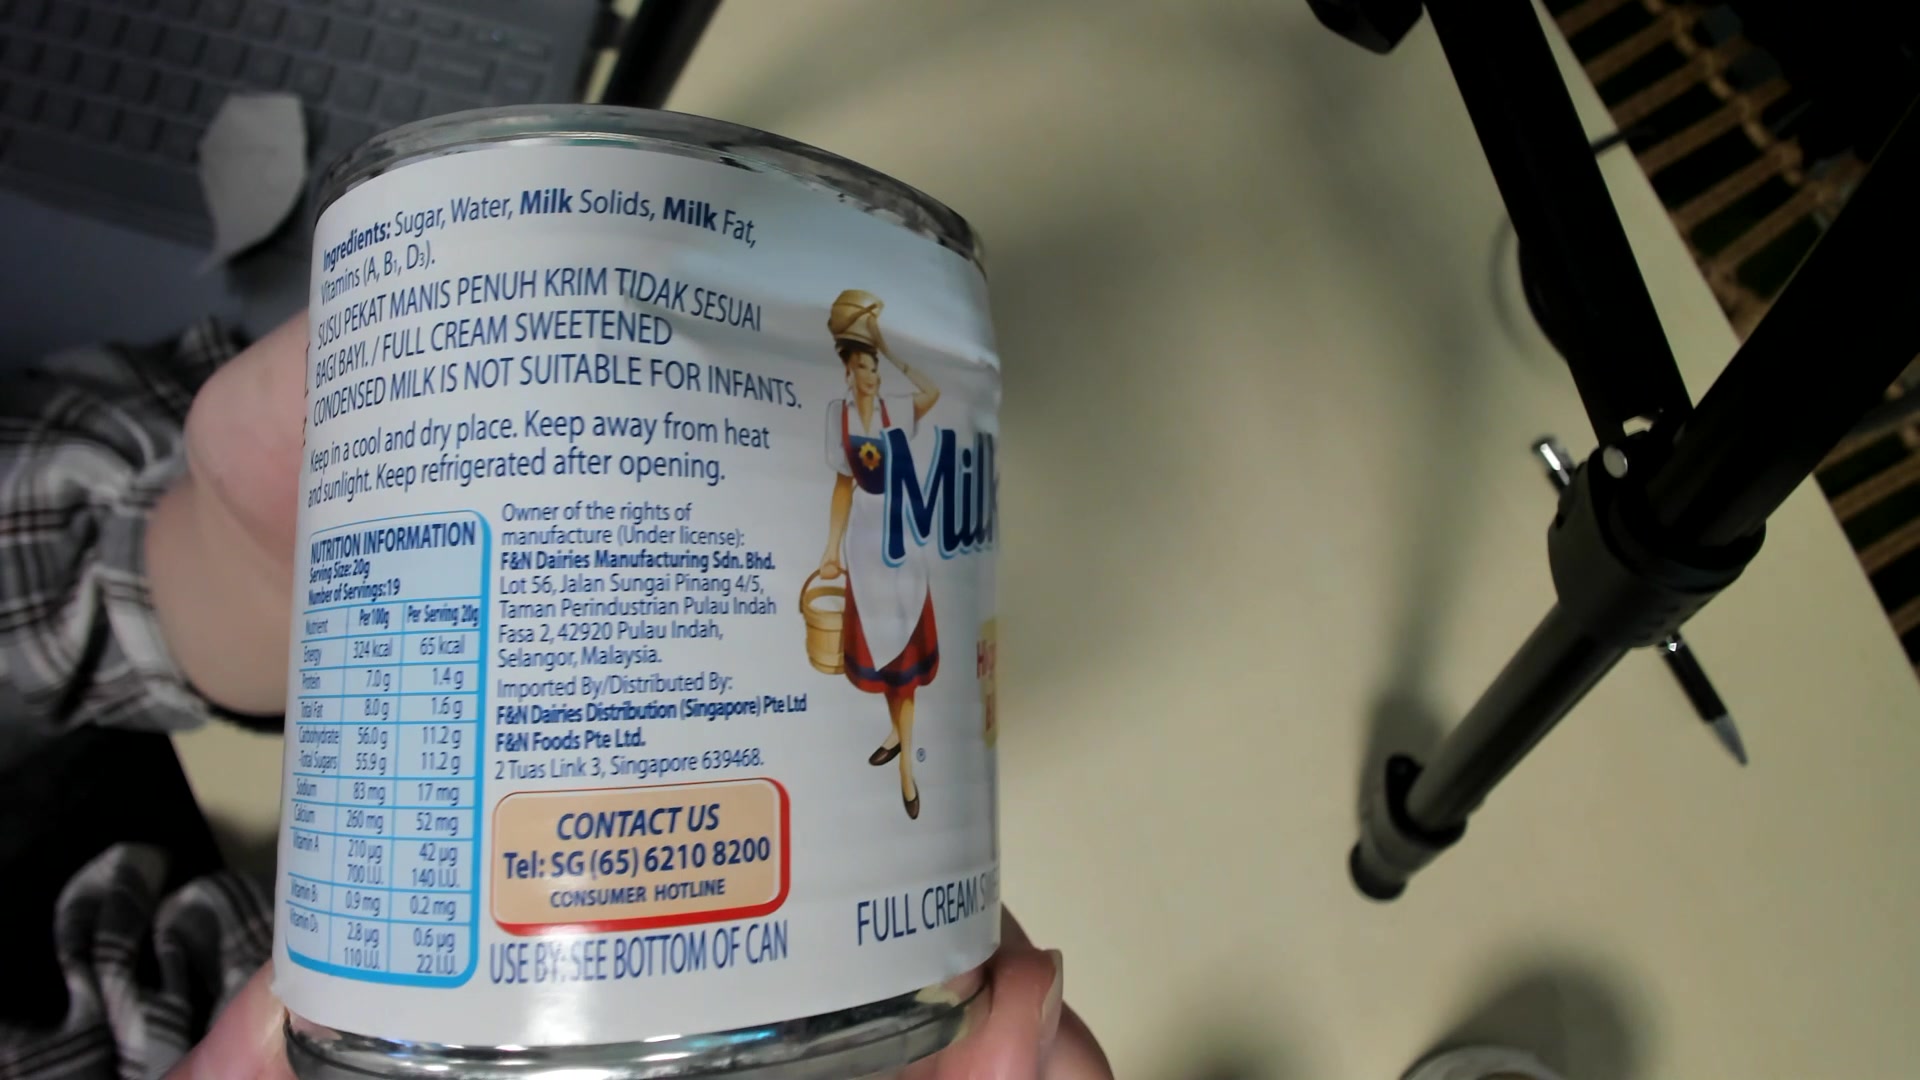 Ingredients: Sugar, Water, Milk Solids, Milk Fat,
Vitamins (A, B1, D3).
SUSU PEKAT MANIS PENUH KRIM TIDAK SESUAI
BAGI BAYI. / FULL CREAM SWEETENED
CONDENSED MILK IS NOT SUITABLE FOR INFANTS.
Keep in a cool and dry place. Keep away from heat
and sunlight. Keep refrigerated after opening.
NUTRITION INFORMATION
Serving Size: 20g
Number of Servings: 19
Nutrient Per 100g Per Serving 20g
Energy 324 kcal 65 kcal
Protein 7.0 g 1.4 g
Total Fat 8.0 g 1.6 g
Carbohydrate 56.0 g 11.2 g
-Total Sugars 55.9 g 11.2 g
Sodium 83 mg 17 mg
Calcium 260 mg 52 mg
Vitamin A 210 µg 42 µg
700 I.U. 140 I.U.
Vitamin B1 0.9 mg 0.2 mg
Vitamin D3 2.8 µg 0.6 µg
110 I.U. 22 I.U.
Owner of the rights of
manufacture (Under license):
F&N Dairies Manufacturing Sdn. Bhd.
Lot 56, Jalan Sungai Pinang 4/5,
Taman Perindustrian Pulau Indah
Fasa 2, 42920 Pulau Indah,
Selangor, Malaysia.
Imported By/Distributed By:
F&N Dairies Distribution (Singapore) Pte Ltd
F&N Foods Pte Ltd.
2 Tuas Link 3, Singapore 639468.
CONTACT US
Tel: SG (65) 6210 8200
CONSUMER HOTLINE
USE BY: SEE BOTTOM OF CAN
Mil
®
FULL CREAM